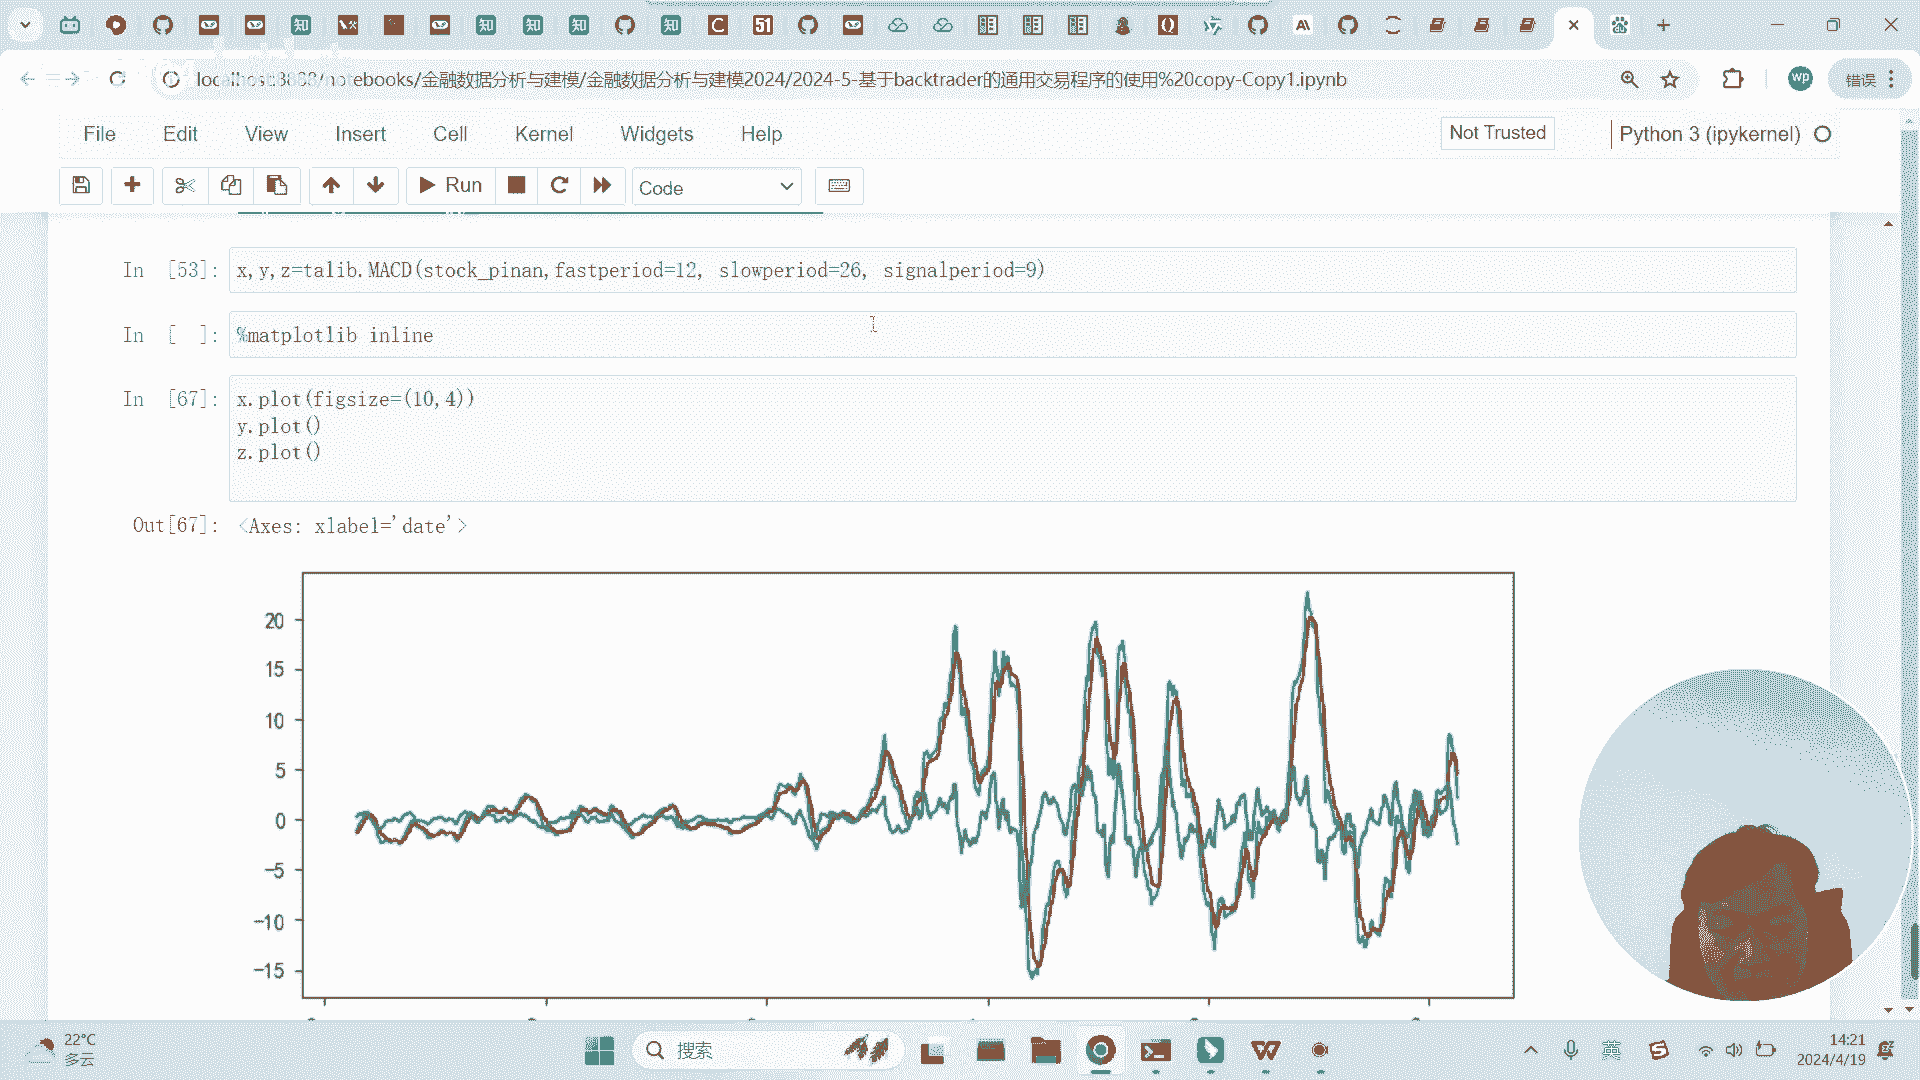 localhost:8888/notebooks/金融数据分析与建模/金融数据分析与建模2024/2024-5-基于backtrader的通用交易程序的使用%20copy-Copy1.ipynb
wp
错误
File Edit View Insert Cell Kernel Widgets Help
Not Trusted
Python 3 (ipykernel)
Run
Code
In [53]: x,y,z=talib.MACD(stock_pinan,fastperiod=12, slowperiod=26, signalperiod=9)
In [ ]: %matplotlib inline
In [67]: x.plot(figsize=(10,4))
y.plot()
z.plot()
Out[67]: <Axes: xlabel='date'>
20
15
10
5
0
−5
−10
−15
22°C
多云
搜索
英
14:21
2024/4/19